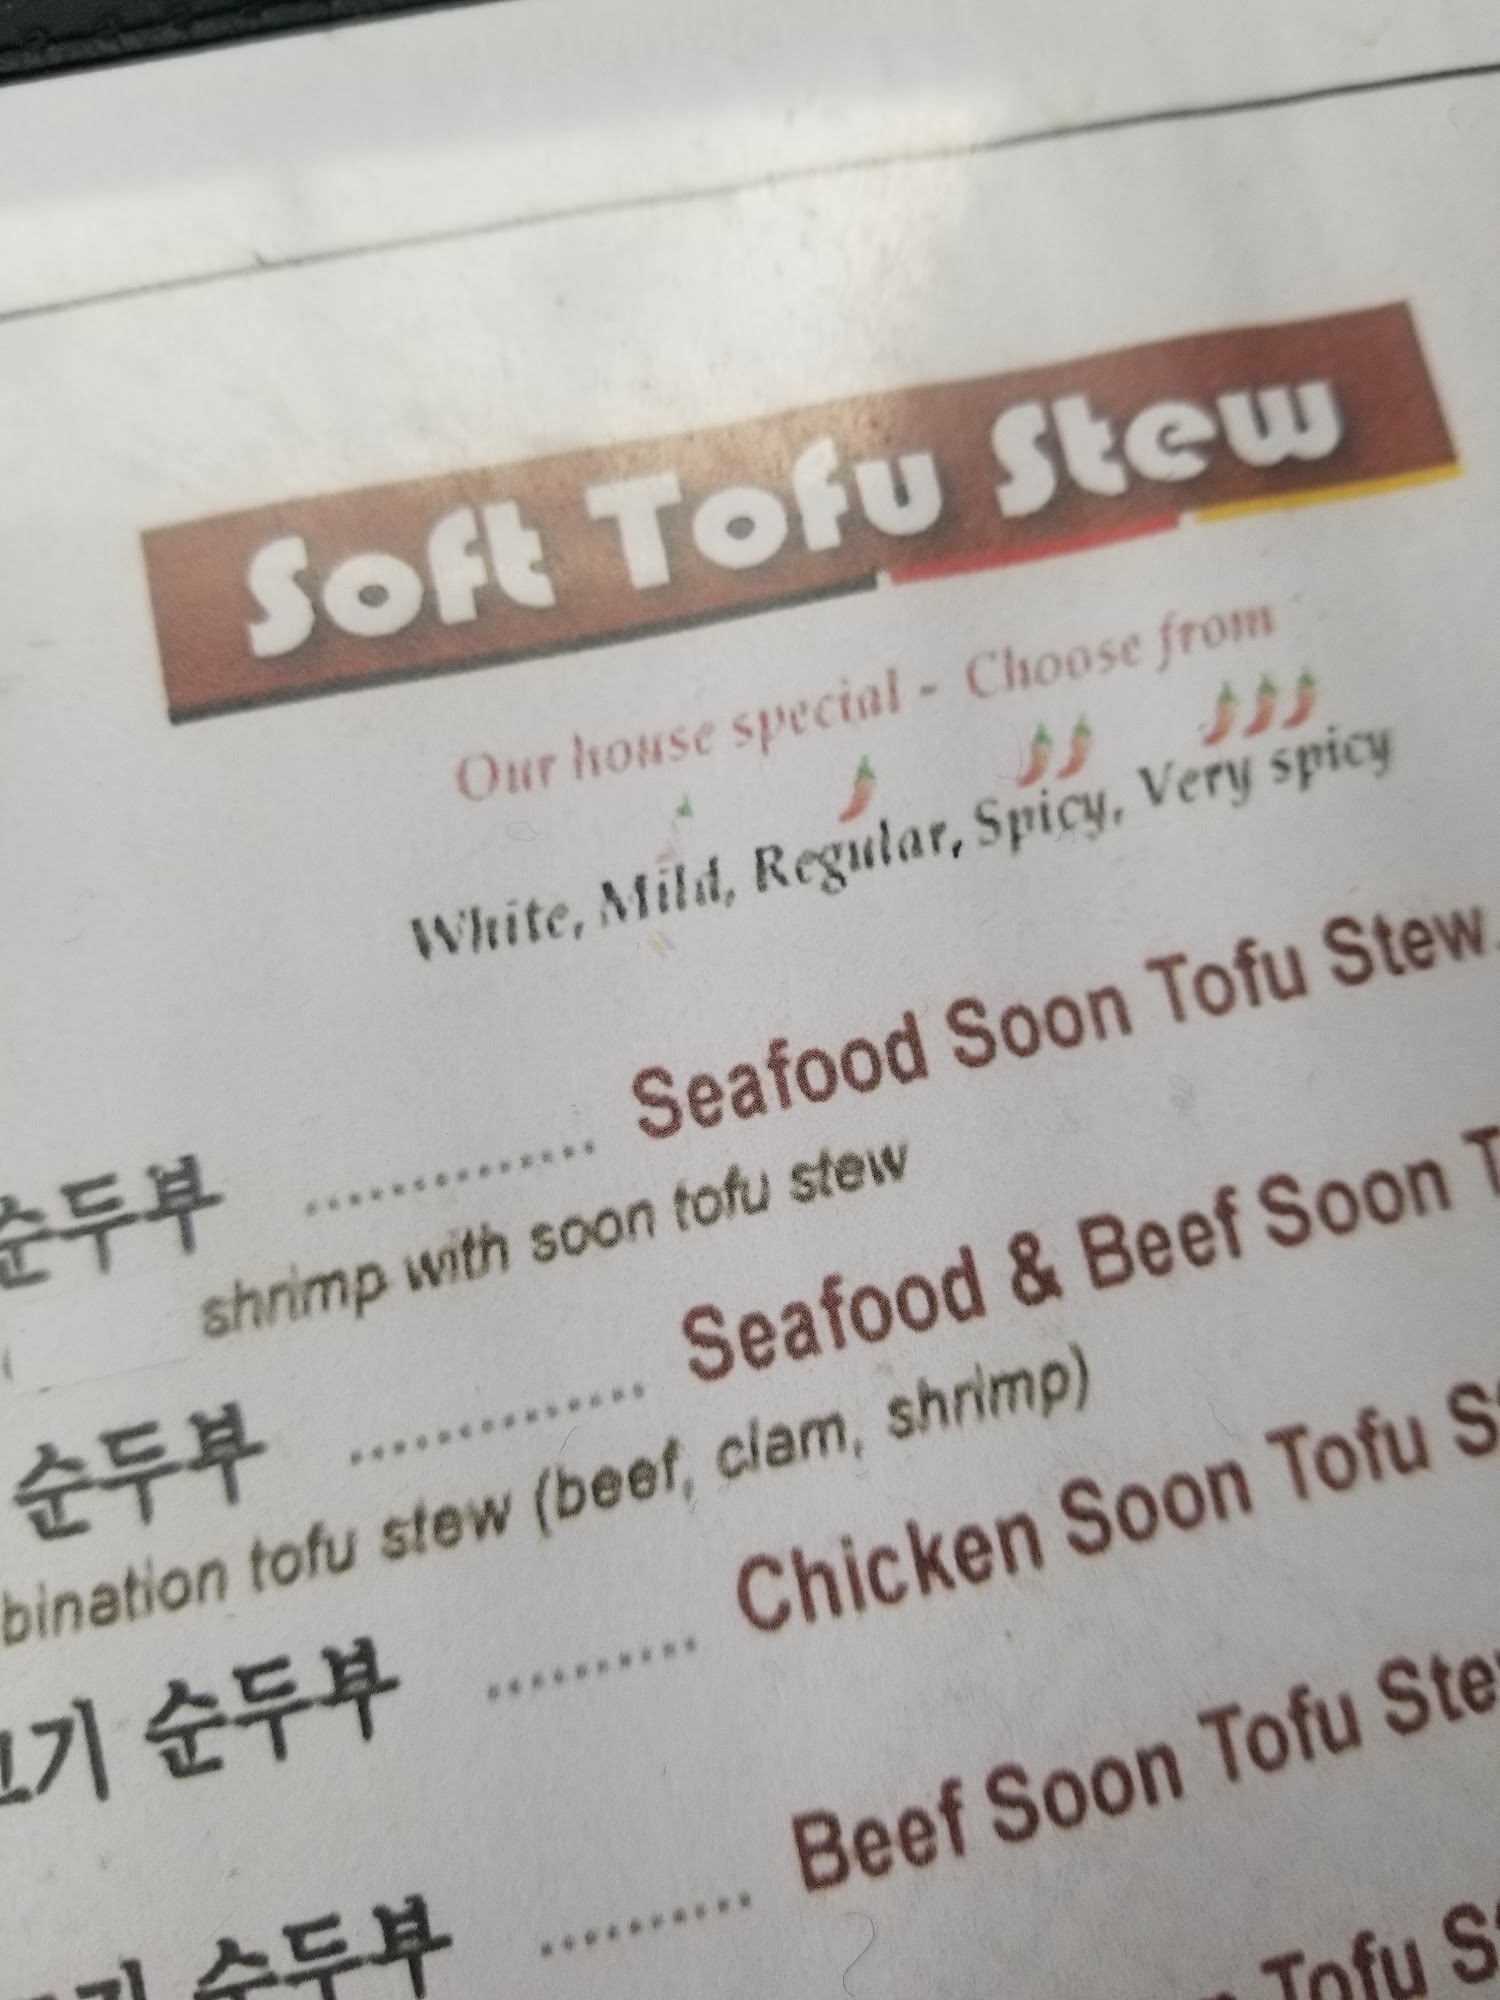 Soft Tofu Stew
Our house special - Choose from
White, Mild, Regular, Spicy, Very spicy
순두부 .............. Seafood Soon Tofu Stew.
shrimp with soon tofu stew
순두부 .............. Seafood & Beef Soon
bination tofu stew (beef, clam, shrimp)
고기 순두부 .......... Chicken Soon Tofu
순두부 .......... Beef Soon Tofu Stew
Tofu